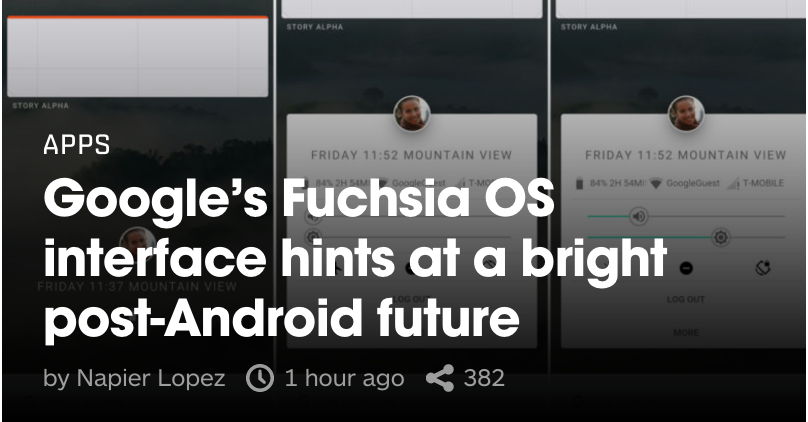 STORY ALPHA
STORY ALPHA
STORY ALPHA
APPS
FRIDAY 11:52 MOUNTAIN VIEW
FRIDAY 11:52 MOUNTAIN VIEW
84% 2H 54M GoogleGuest T-MOBILE
84% 2H 54M GoogleGuest T-MOBILE
Google's Fuchsia OS
interface hints at a bright
post-Android future
FRIDAY 11:37 MOUNTAIN VIEW
LOG OUT
LOG OUT
MORE
by Napier Lopez 1 hour ago 382